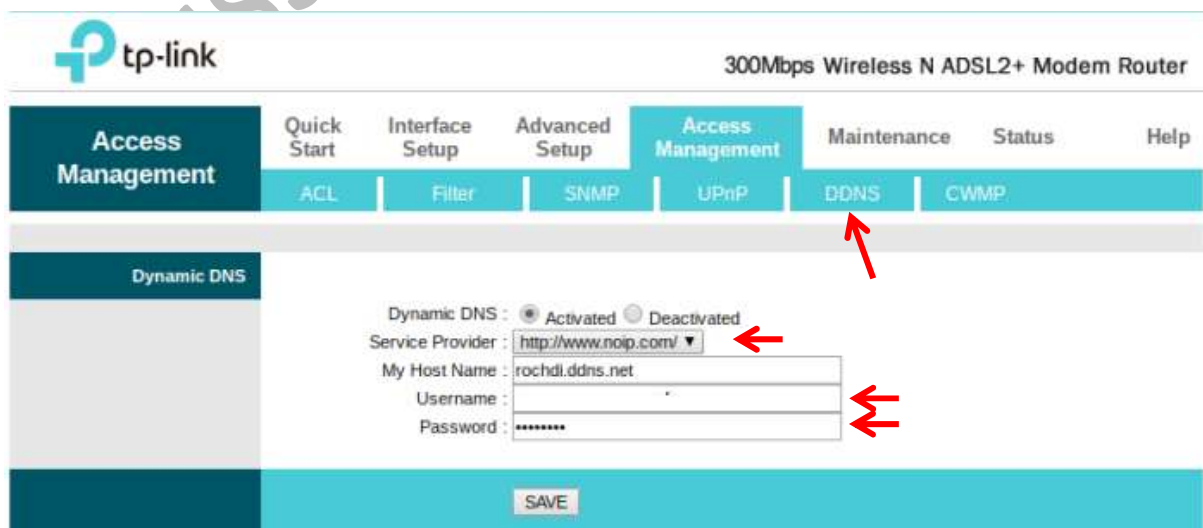 tp-link
300Mbps Wireless N ADSL2+ Modem Router
Access Management
Quick Start
Interface Setup
Advanced Setup
Access Management
Maintenance
Status
Help
ACL
Filter
SNMP
UPnP
DDNS
CWMP
Dynamic DNS
Dynamic DNS : Activated Deactivated
Service Provider : http://www.noip.com/
My Host Name : rochdi.ddns.net
Username :
Password : ••••••••
SAVE